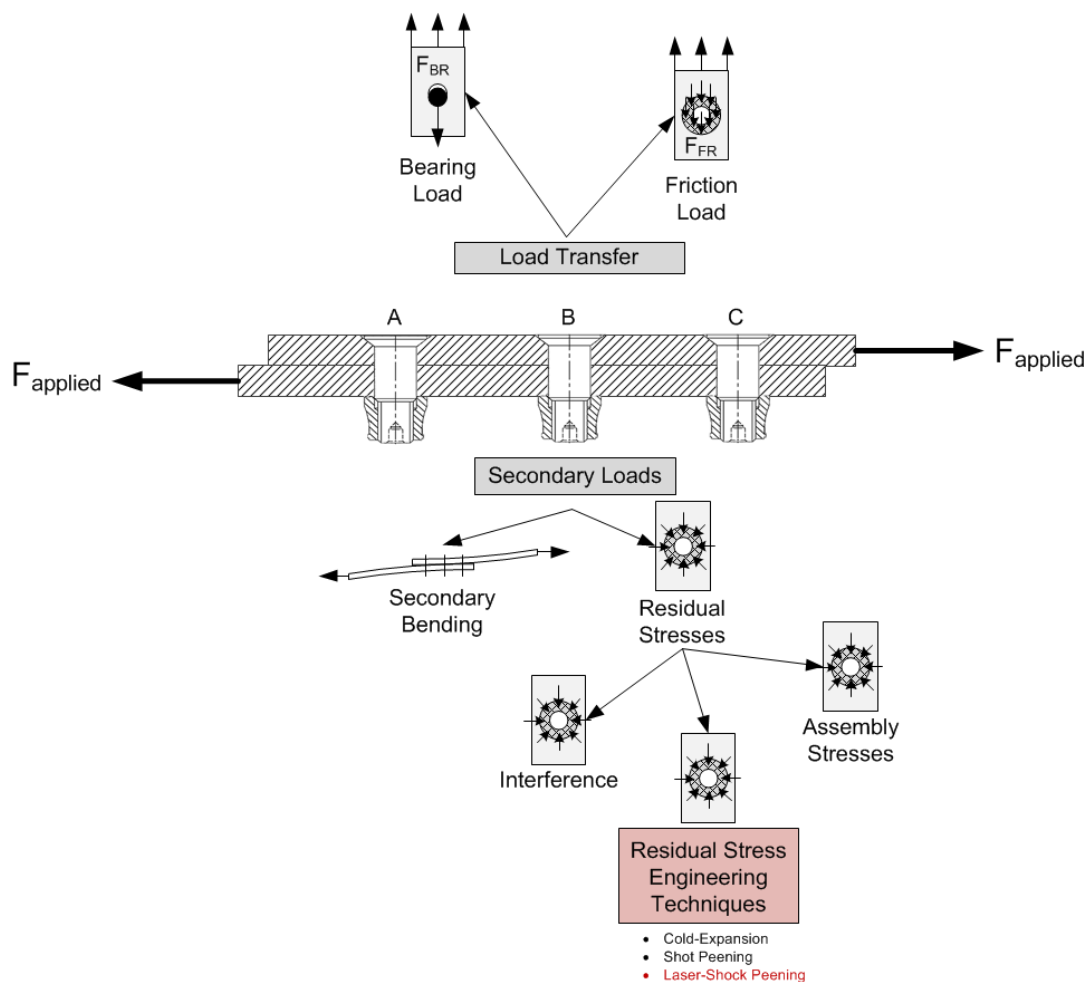 F_BR
Bearing
Load
F_FR
Friction
Load
Load Transfer
A
B
C
F_applied
F_applied
Secondary Loads
Secondary
Bending
Residual
Stresses
Interference
Assembly
Stresses
Residual Stress
Engineering
Techniques
• Cold-Expansion
• Shot Peening
• Laser-Shock Peening